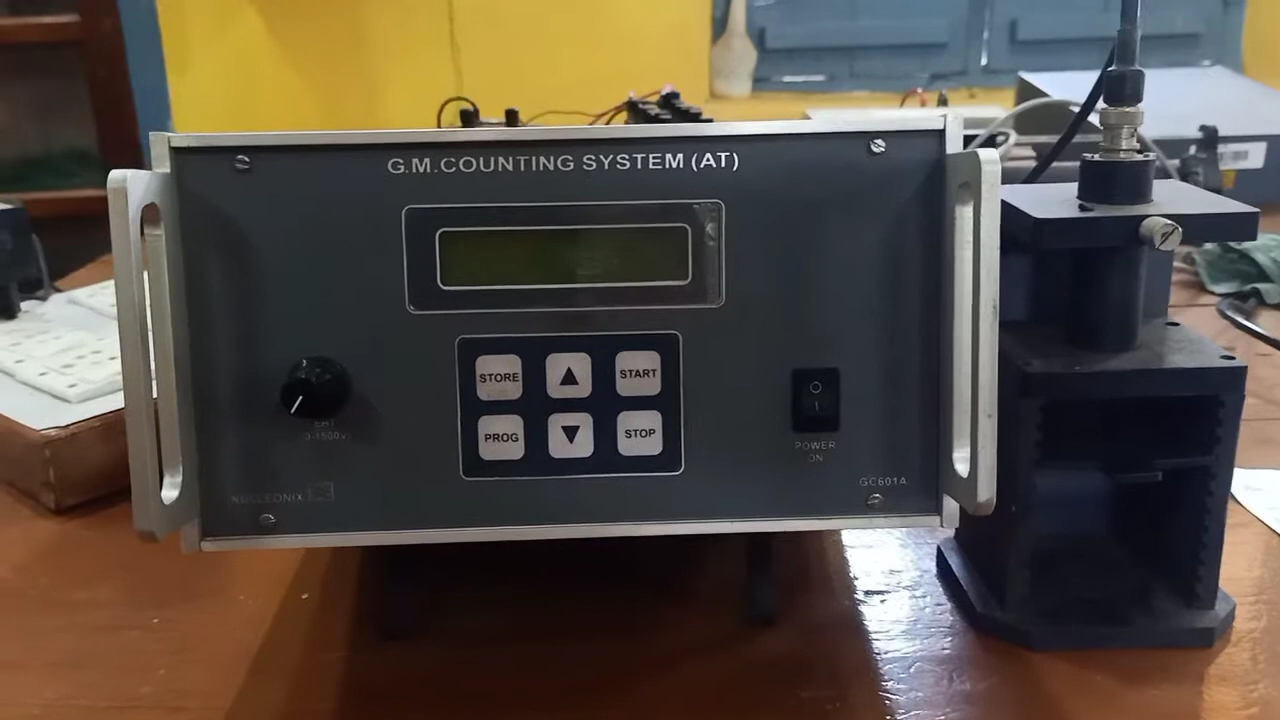 G.M.COUNTING SYSTEM (AT)
STORE
START
PROG
STOP
EHT
0-1500V
POWER
ON
NUCLEONIX
GC601A